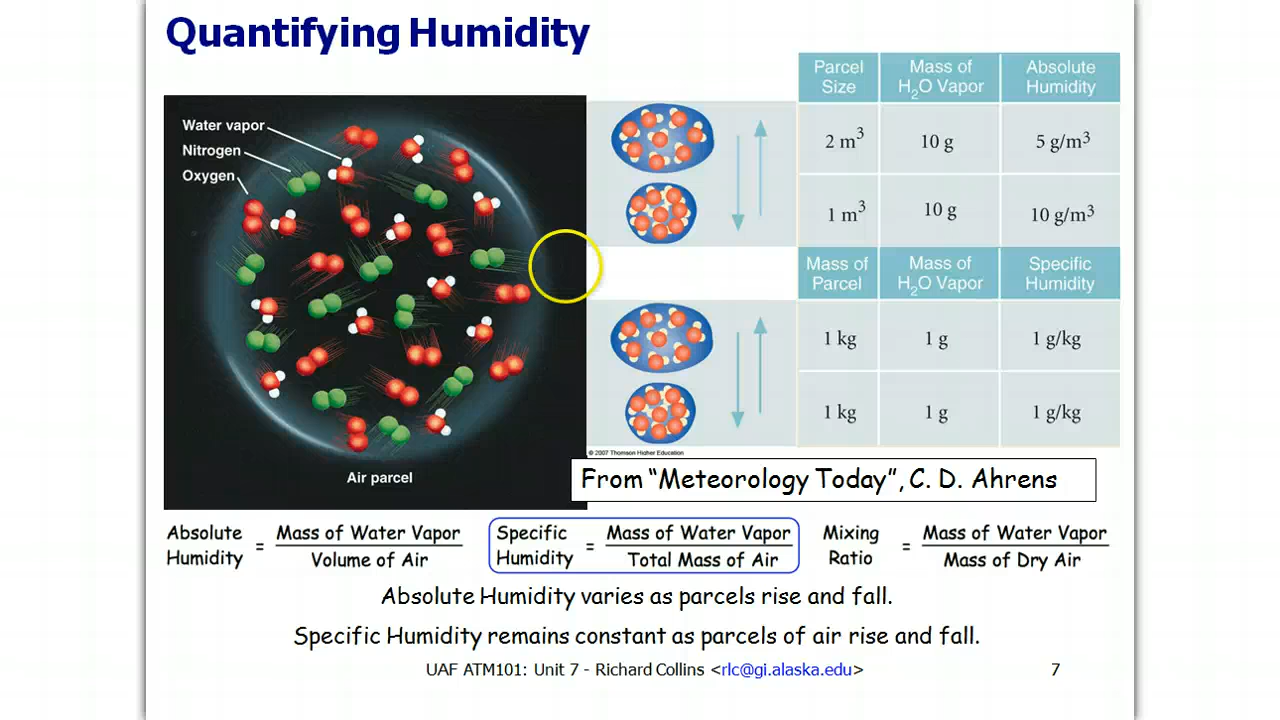 Quantifying Humidity
Water vapor
Nitrogen
Oxygen
Air parcel
Parcel Size
Mass of H2O Vapor
Absolute Humidity
2 m³
10 g
5 g/m³
1 m³
10 g
10 g/m³
Mass of Parcel
Mass of H2O Vapor
Specific Humidity
1 kg
1 g
1 g/kg
1 kg
1 g
1 g/kg
© 2007 Thomson Higher Education
From “Meteorology Today”, C. D. Ahrens
Absolute Humidity = Mass of Water Vapor / Volume of Air
Specific Humidity = Mass of Water Vapor / Total Mass of Air
Mixing Ratio = Mass of Water Vapor / Mass of Dry Air
Absolute Humidity varies as parcels rise and fall.
Specific Humidity remains constant as parcels of air rise and fall.
UAF ATM101: Unit 7 - Richard Collins <rlc@gi.alaska.edu>
7